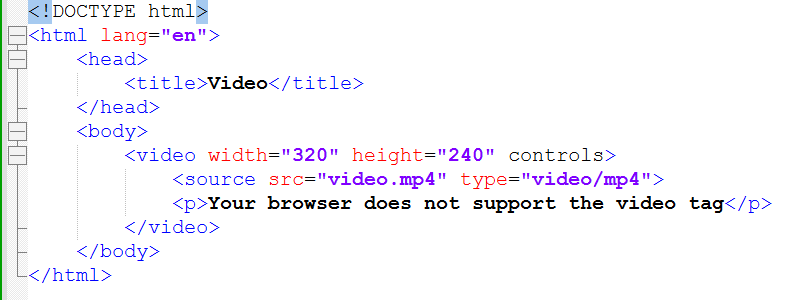 <!DOCTYPE html>
<html lang="en">
    <head>
        <title>Video</title>
    </head>
    <body>
        <video width="320" height="240" controls>
            <source src="video.mp4" type="video/mp4">
            <p>Your browser does not support the video tag</p>
        </video>
    </body>
</html>